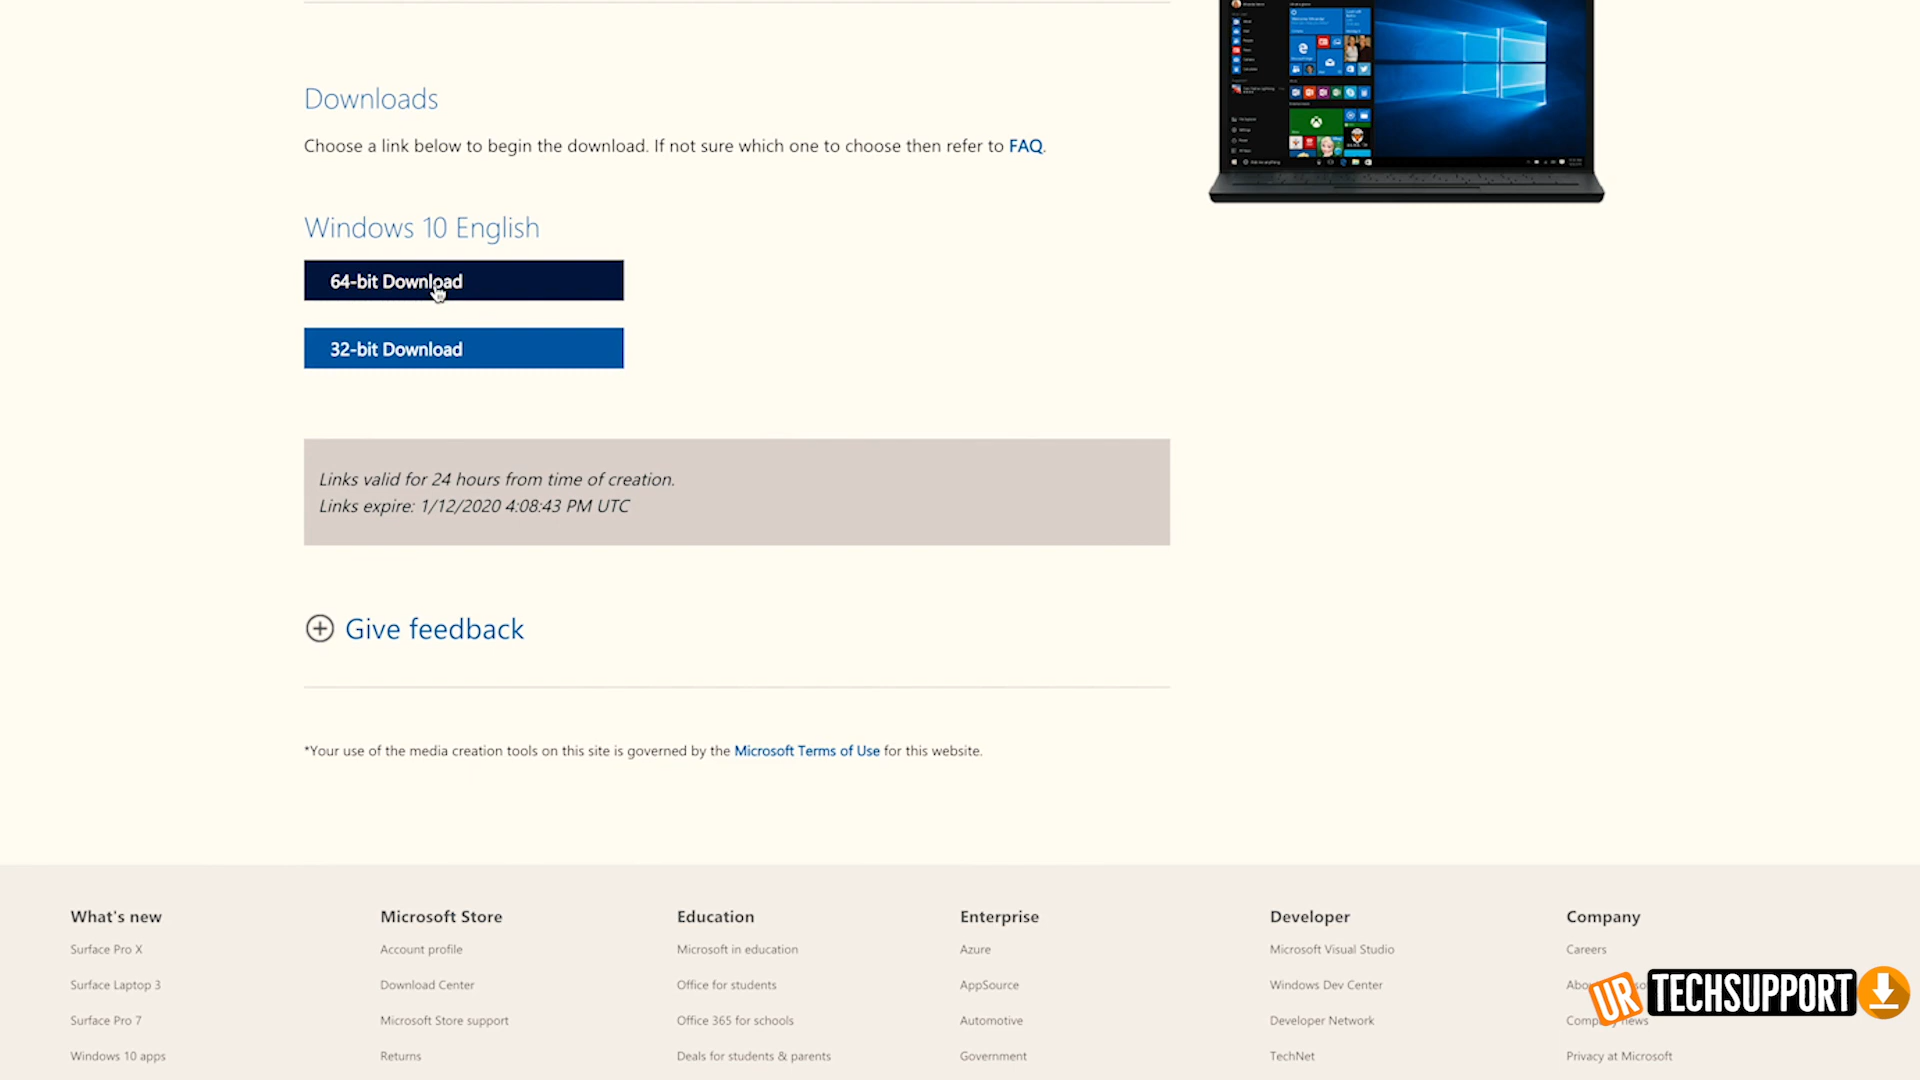 Downloads
Choose a link below to begin the download. If not sure which one to choose then refer to FAQ.
Windows 10 English
64-bit Download
32-bit Download
Links valid for 24 hours from time of creation.
Links expire: 1/12/2020 4:08:43 PM UTC
Give feedback
*Your use of the media creation tools on this site is governed by the Microsoft Terms of Use for this website.
What's new
Surface Pro X
Surface Laptop 3
Surface Pro 7
Windows 10 apps
Microsoft Store
Account profile
Download Center
Microsoft Store support
Returns
Education
Microsoft in education
Office for students
Office 365 for schools
Deals for students & parents
Enterprise
Azure
AppSource
Automotive
Government
Developer
Microsoft Visual Studio
Windows Dev Center
Developer Network
TechNet
Company
Careers
Privacy at Microsoft
UR TECHSUPPORT